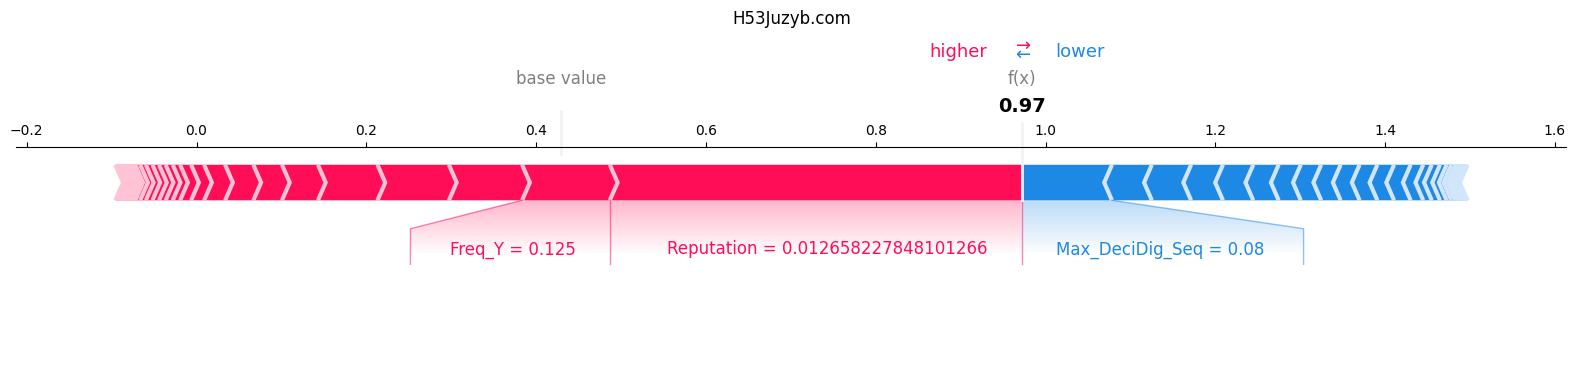 H53Juzyb.com
higher ⇄ lower
base value f(x)
0.97
−0.2 0.0 0.2 0.4 0.6 0.8 1.0 1.2 1.4 1.6
Freq_Y = 0.125 Reputation = 0.012658227848101266 Max_DeciDig_Seq = 0.08